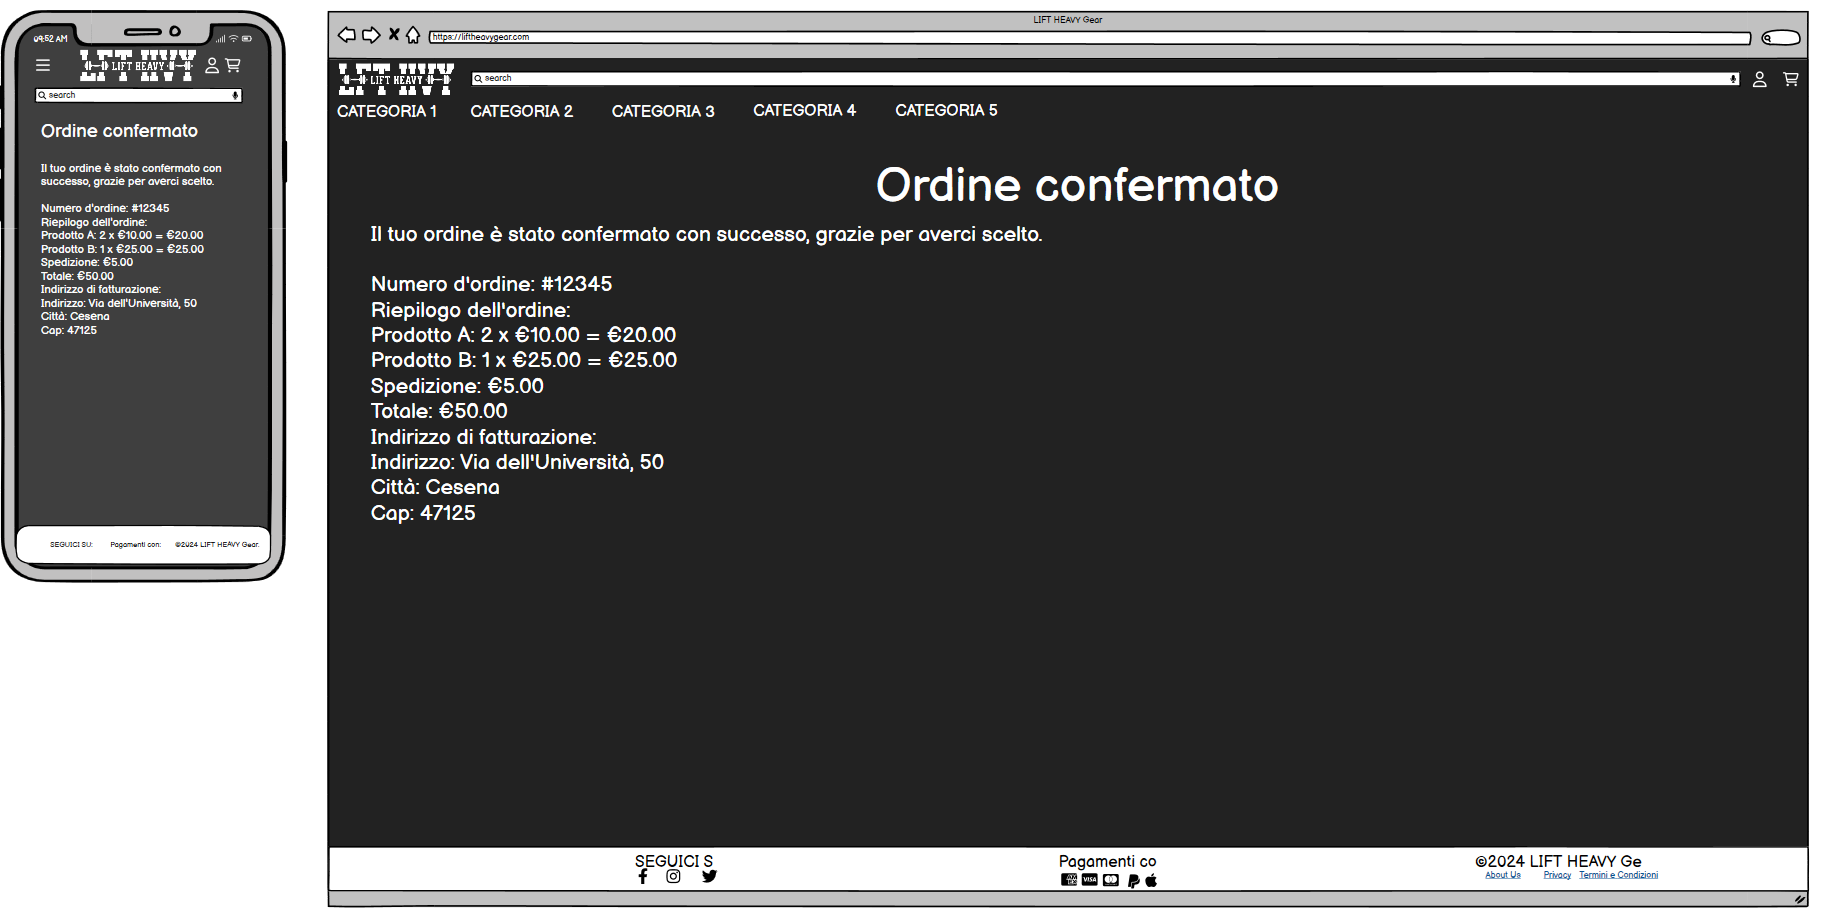 09:52 AM
LIFT HEAVY
search
Ordine confermato
Il tuo ordine è stato confermato con
successo, grazie per averci scelto.
Numero d'ordine: #12345
Riepilogo dell'ordine:
Prodotto A: 2 x €10.00 = €20.00
Prodotto B: 1 x €25.00 = €25.00
Spedizione: €5.00
Totale: €50.00
Indirizzo di fatturazione:
Indirizzo: Via dell'Università, 50
Città: Cesena
Cap: 47125
SEGUICI SU: Pagamenti con: ©2024 LIFT HEAVY Gear.
LIFT HEAVY Gear
https://liftheavygear.com
LIFT HEAVY
search
CATEGORIA 1 CATEGORIA 2 CATEGORIA 3 CATEGORIA 4 CATEGORIA 5
Ordine confermato
Il tuo ordine è stato confermato con successo, grazie per averci scelto.
Numero d'ordine: #12345
Riepilogo dell'ordine:
Prodotto A: 2 x €10.00 = €20.00
Prodotto B: 1 x €25.00 = €25.00
Spedizione: €5.00
Totale: €50.00
Indirizzo di fatturazione:
Indirizzo: Via dell'Università, 50
Città: Cesena
Cap: 47125
SEGUICI S Pagamenti co ©2024 LIFT HEAVY Ge
VISA
About Us Privacy Termini e Condizioni